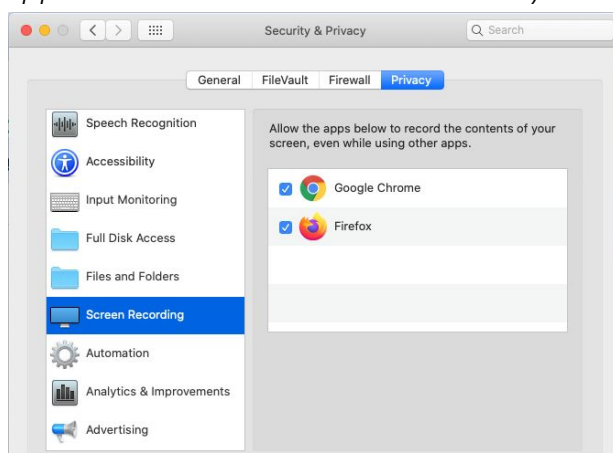 Security & Privacy
Search
General FileVault Firewall Privacy
Speech Recognition
Accessibility
Input Monitoring
Full Disk Access
Files and Folders
Screen Recording
Automation
Analytics & Improvements
Advertising
Allow the apps below to record the contents of your
screen, even while using other apps.
Google Chrome
Firefox